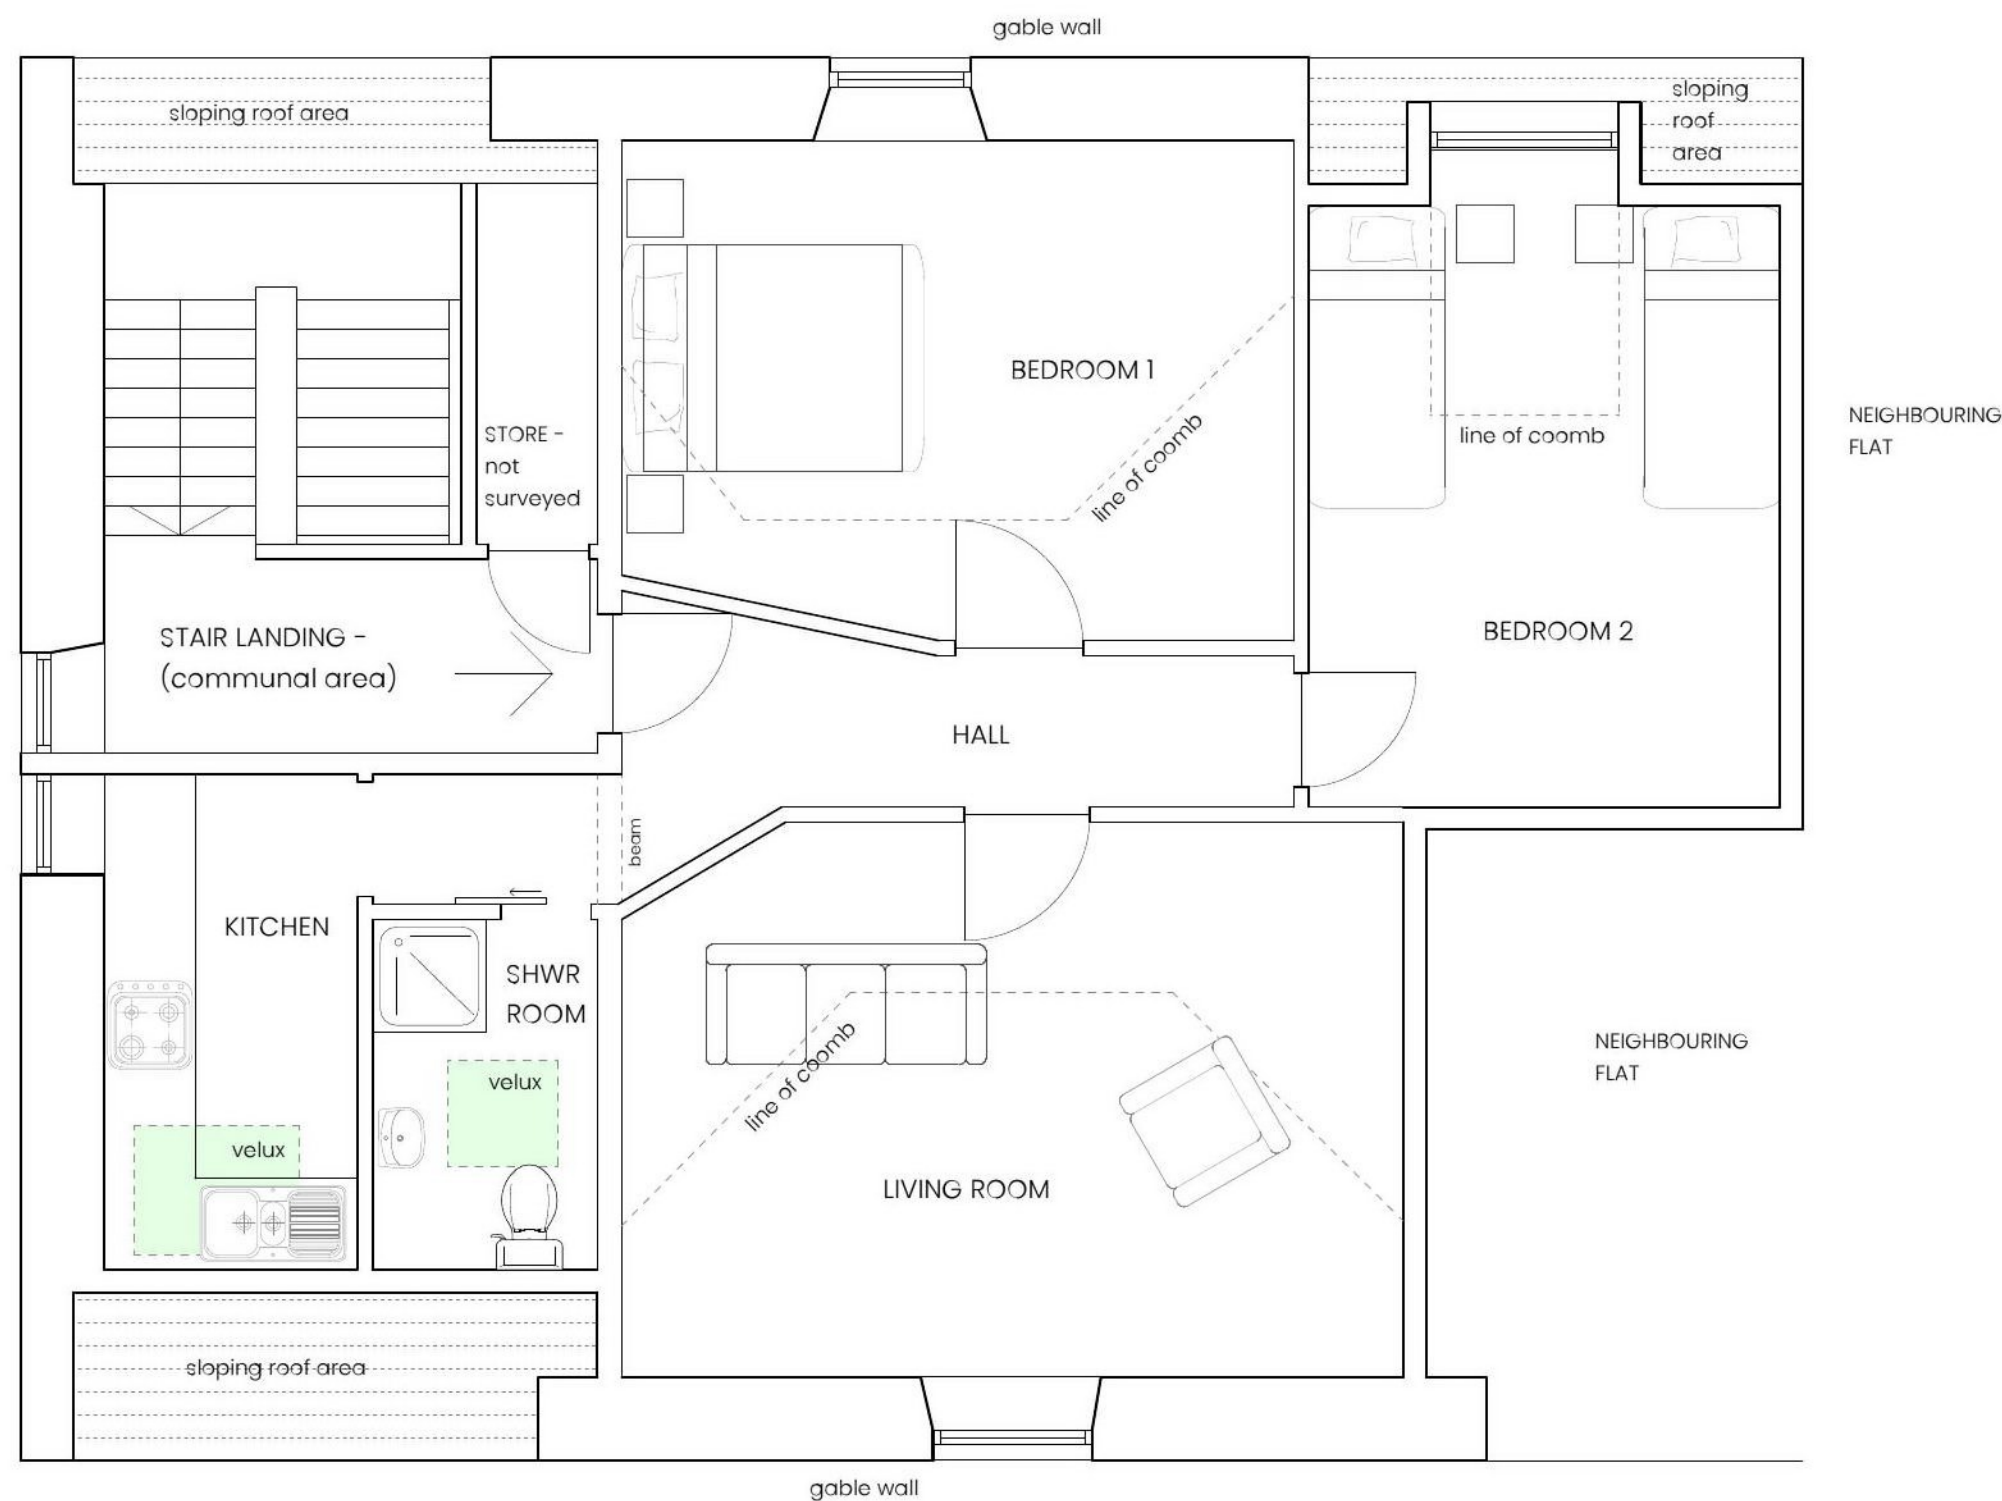 gable wall
sloping roof area
sloping
roof
area
BEDROOM 1
line of coomb
line of coomb
NEIGHBOURING
FLAT
STORE -
not
surveyed
STAIR LANDING -
(communal area)
BEDROOM 2
HALL
beam
KITCHEN
SHWR
ROOM
velux
velux
line of coomb
LIVING ROOM
NEIGHBOURING
FLAT
sloping roof area
gable wall